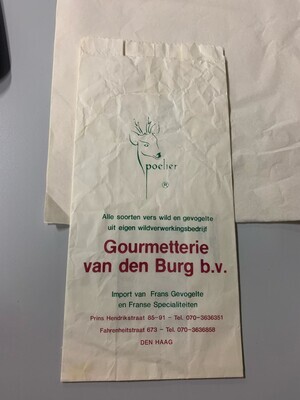 poelier
®
Alle soorten vers wild en gevogelte
uit eigen wildverwerkingsbedrijf
Gourmetterie
van den Burg b.v.
Import van Frans Gevogelte
en Franse Specialiteiten
Prins Hendrikstraat 85-91 - Tel. 070-3636351
Fahrenheitstraat 673 - Tel. 070-3636858
DEN HAAG